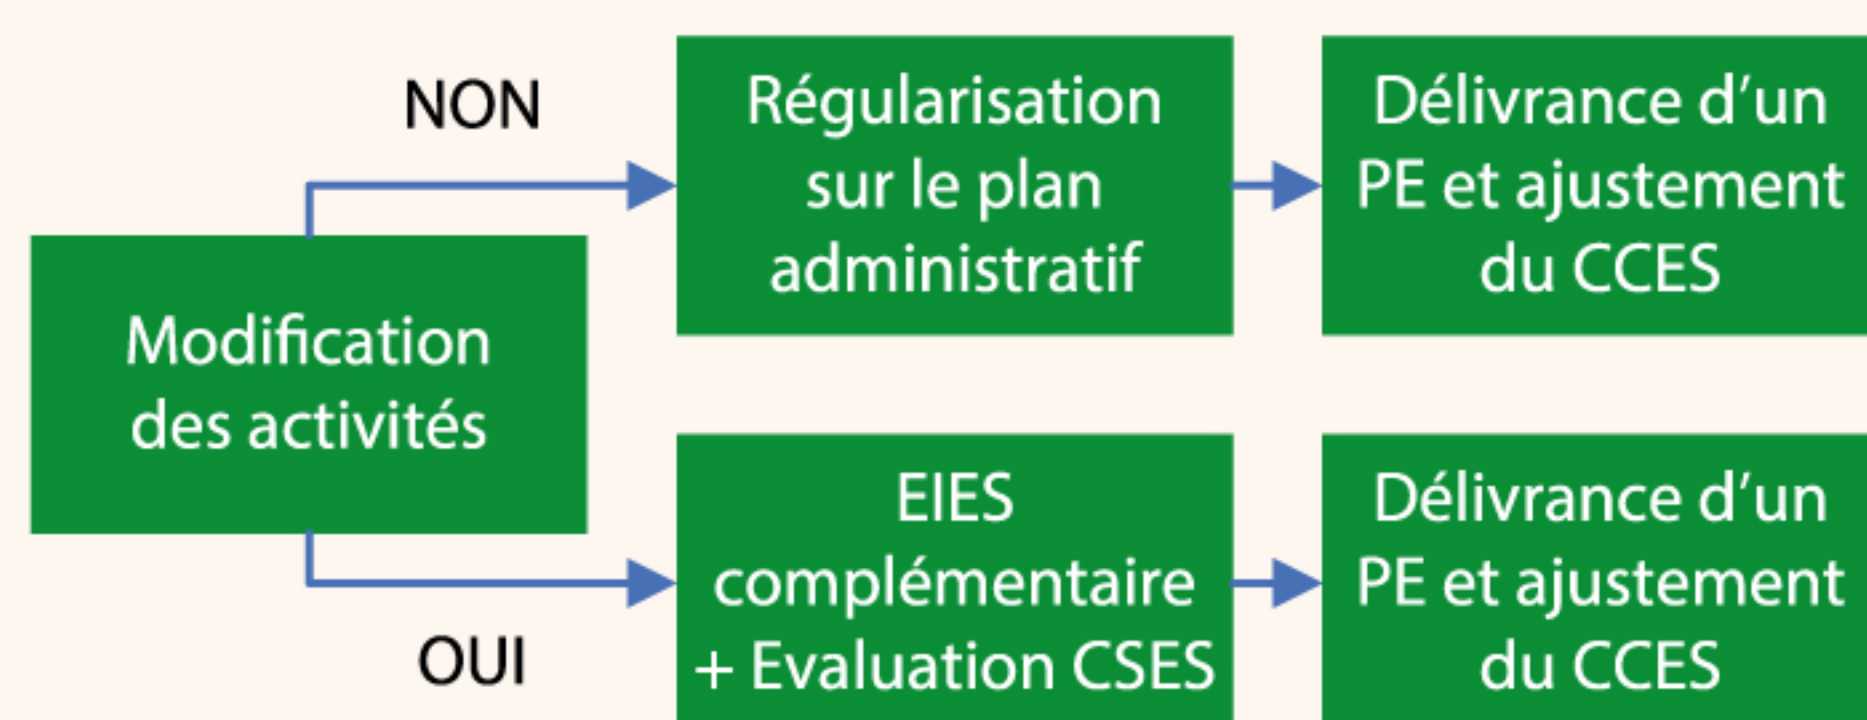 NON
Régularisation
sur le plan
administratif
Délivrance d’un
PE et ajustement
du CCES
Modification
des activités
OUI
EIES
complémentaire
+ Evaluation CSES
Délivrance d’un
PE et ajustement
du CCES